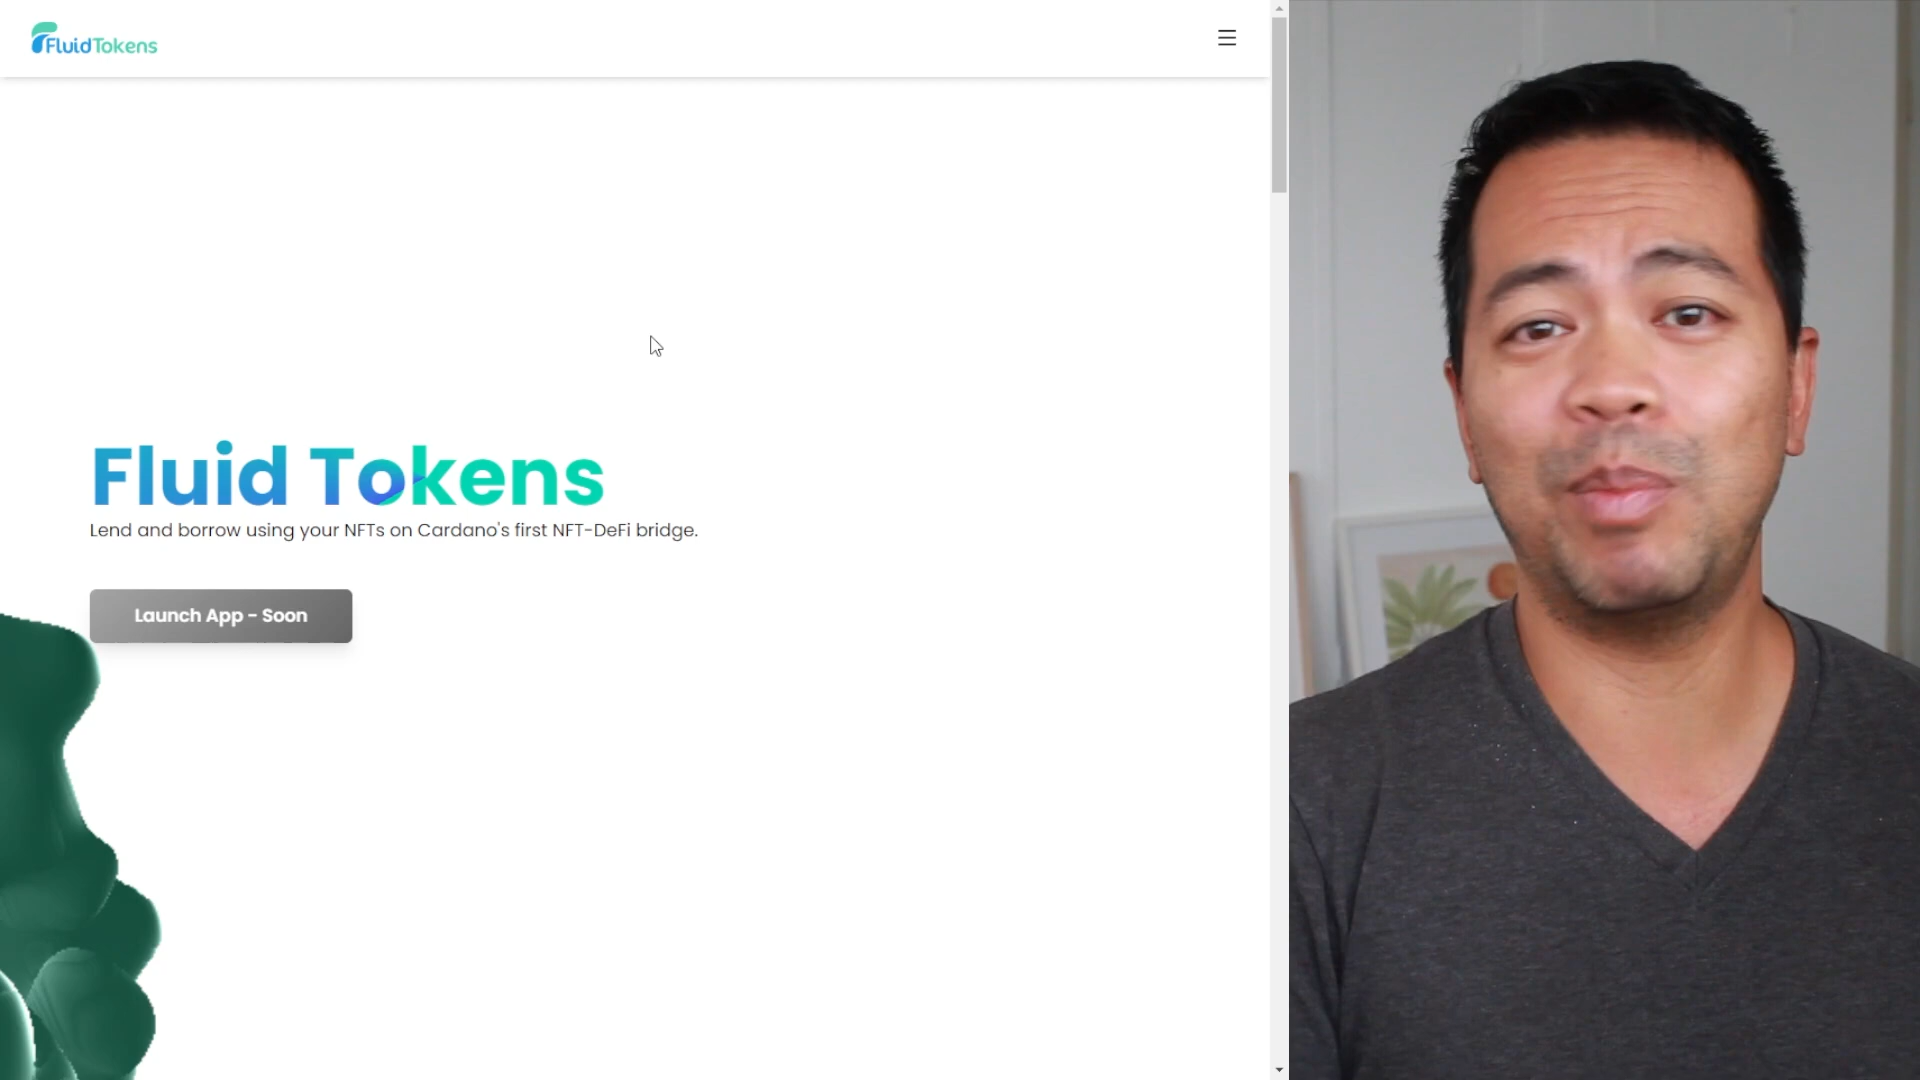 FluidTokens
Fluid Tokens
Lend and borrow using your NFTs on Cardano's first NFT-DeFi bridge.
Launch App - Soon